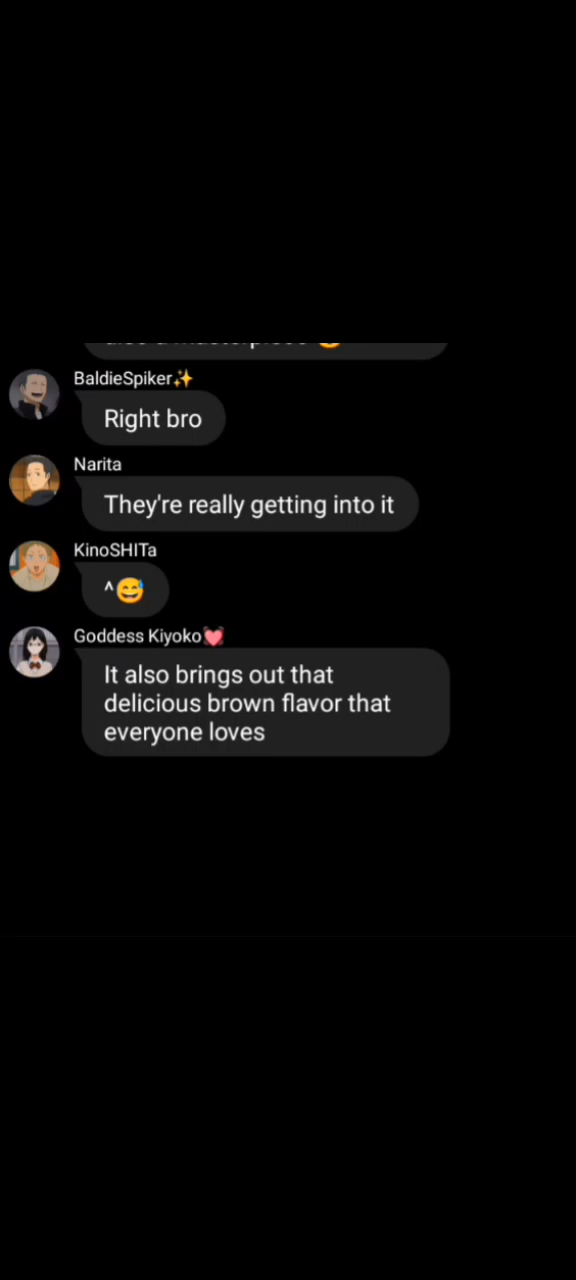 BaldieSpiker✨
Right bro
Narita
They're really getting into it
KinoSHITa
^😅
Goddess Kiyoko💓
It also brings out that
delicious brown flavor that
everyone loves